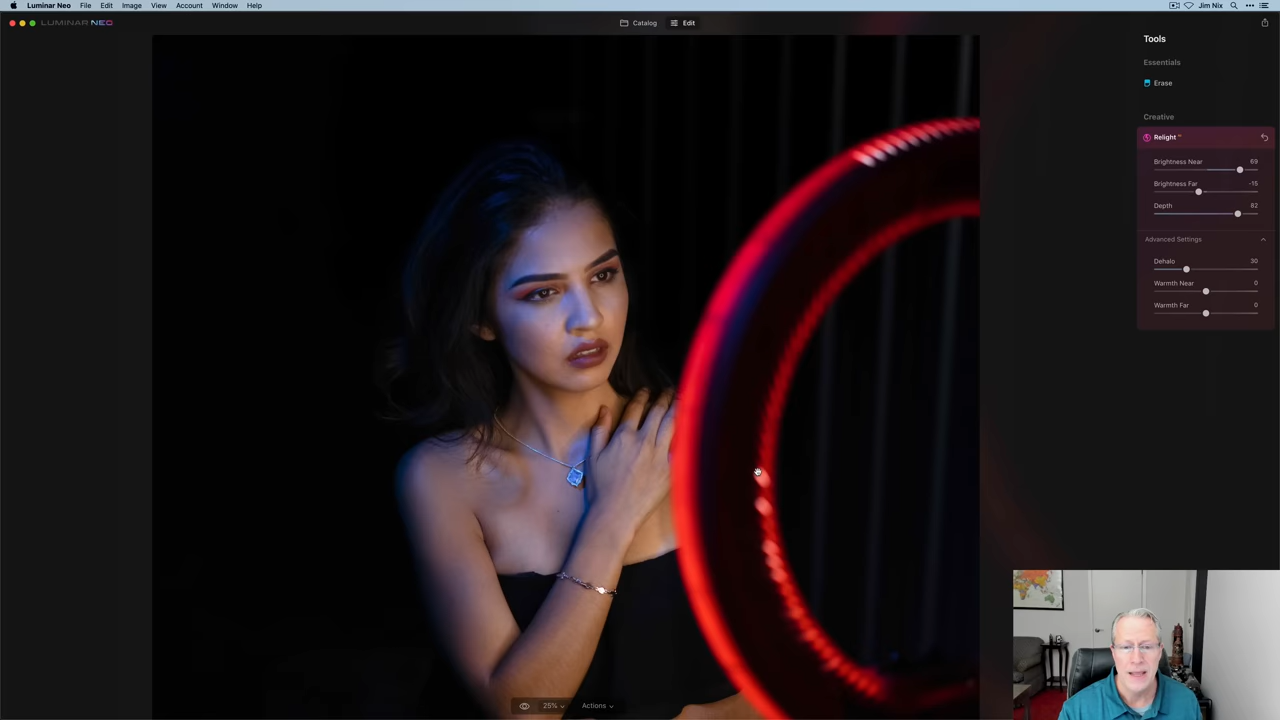 Luminar Neo File Edit Image View Account Window Help Jim Nix
LUMINAR NEO Catalog Edit
Tools
Essentials
Erase
Creative
Relight
Brightness Near 69
Brightness Far -15
Depth 82
Advanced Settings
Dehalo 30
Warmth Near 0
Warmth Far 0
25% Actions